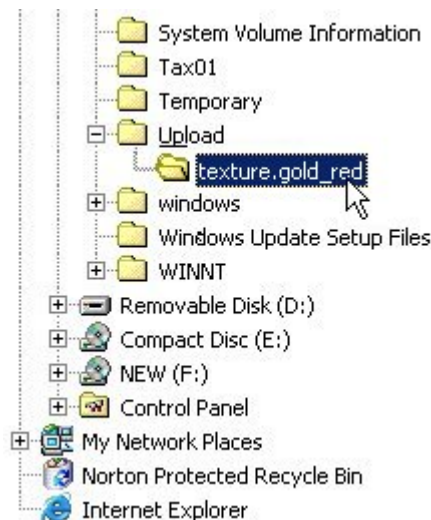 System Volume Information
Tax01
Temporary
Upload
texture.gold_red
windows
Windows Update Setup Files
WINNT
Removable Disk (D:)
Compact Disc (E:)
NEW (F:)
Control Panel
My Network Places
Norton Protected Recycle Bin
Internet Explorer